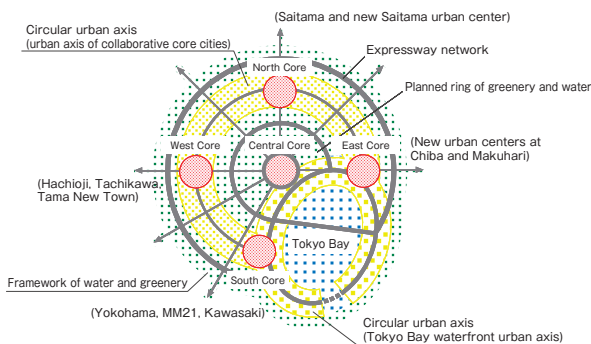 (Saitama and new Saitama urban center)
Circular urban axis
(urban axis of collaborative core cities)
Expressway network
North Core
Planned ring of greenery and water
West Core
Central Core
East Core
(New urban centers at
Chiba and Makuhari)
(Hachioji, Tachikawa,
Tama New Town)
Tokyo Bay
Framework of water and greenery
South Core
(Yokohama, MM21, Kawasaki)
Circular urban axis
(Tokyo Bay waterfront urban axis)